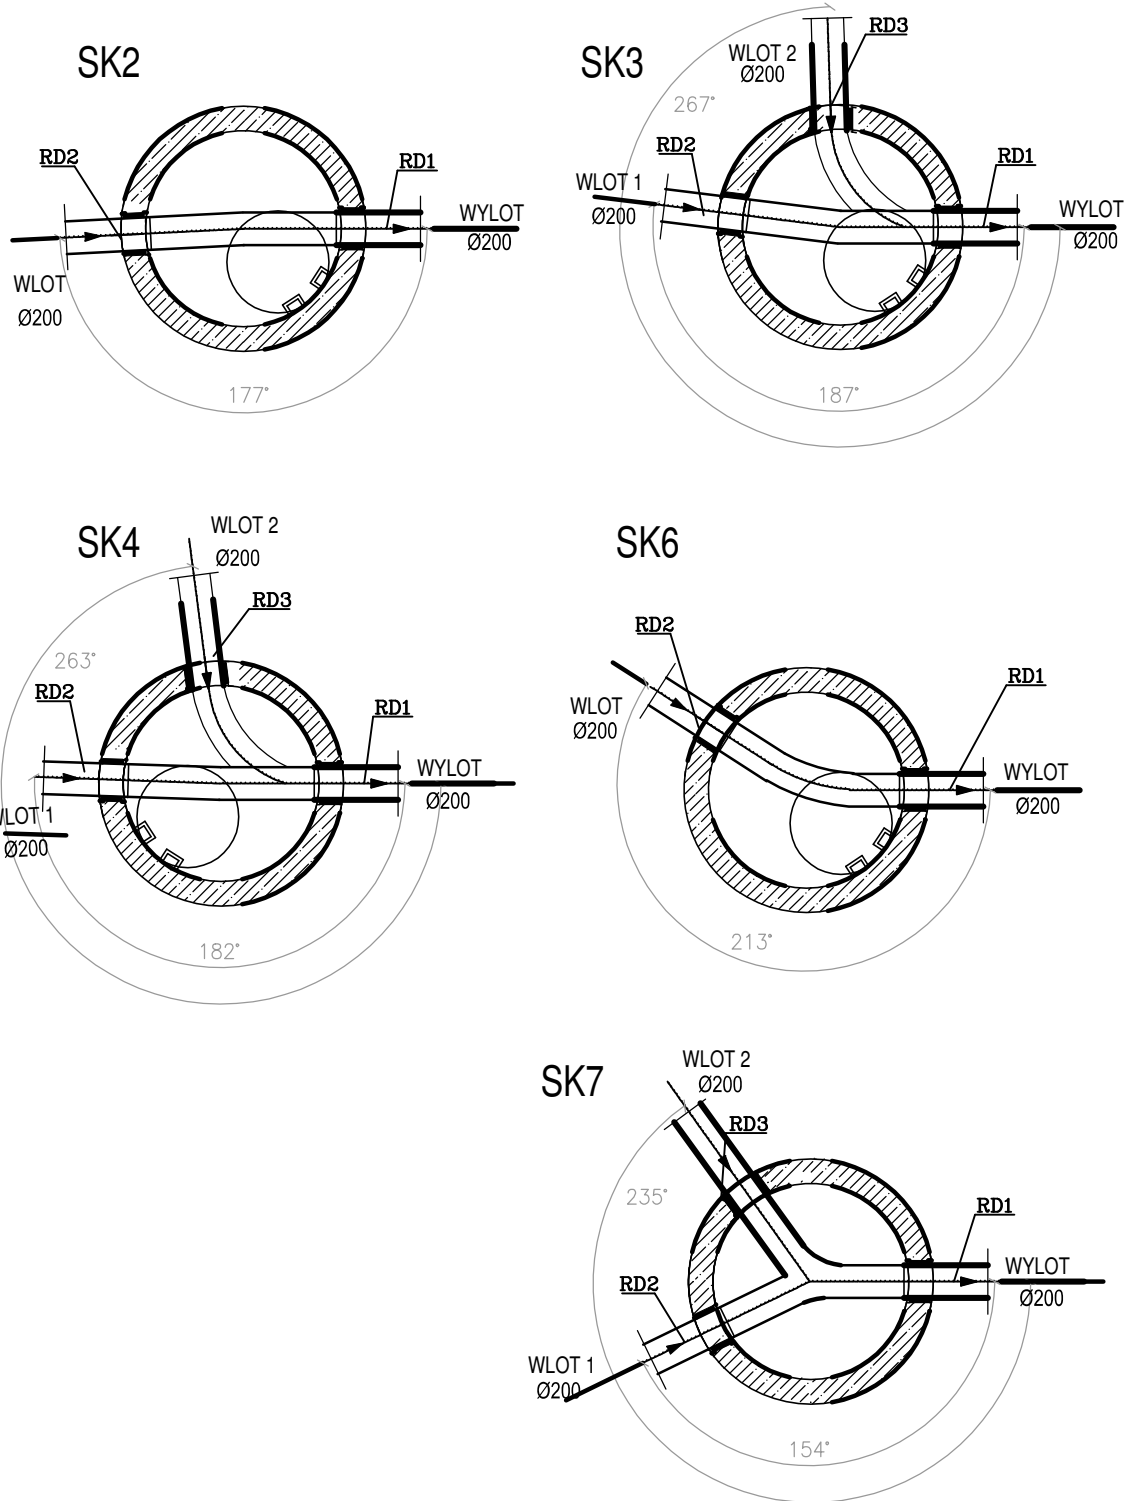 SK2
RD2
RD1
WYLOT
Ø200
WLOT
Ø200
177°
SK3
WLOT 2
Ø200
RD3
267°
RD2
RD1
WLOT 1
Ø200
WYLOT
Ø200
187°
SK4
WLOT 2
Ø200
RD3
263°
RD2
RD1
WYLOT
Ø200
WLOT 1
Ø200
182°
SK6
RD2
RD1
WLOT
Ø200
WYLOT
Ø200
213°
SK7
WLOT 2
Ø200
RD3
235°
RD1
WYLOT
Ø200
RD2
WLOT 1
Ø200
154°